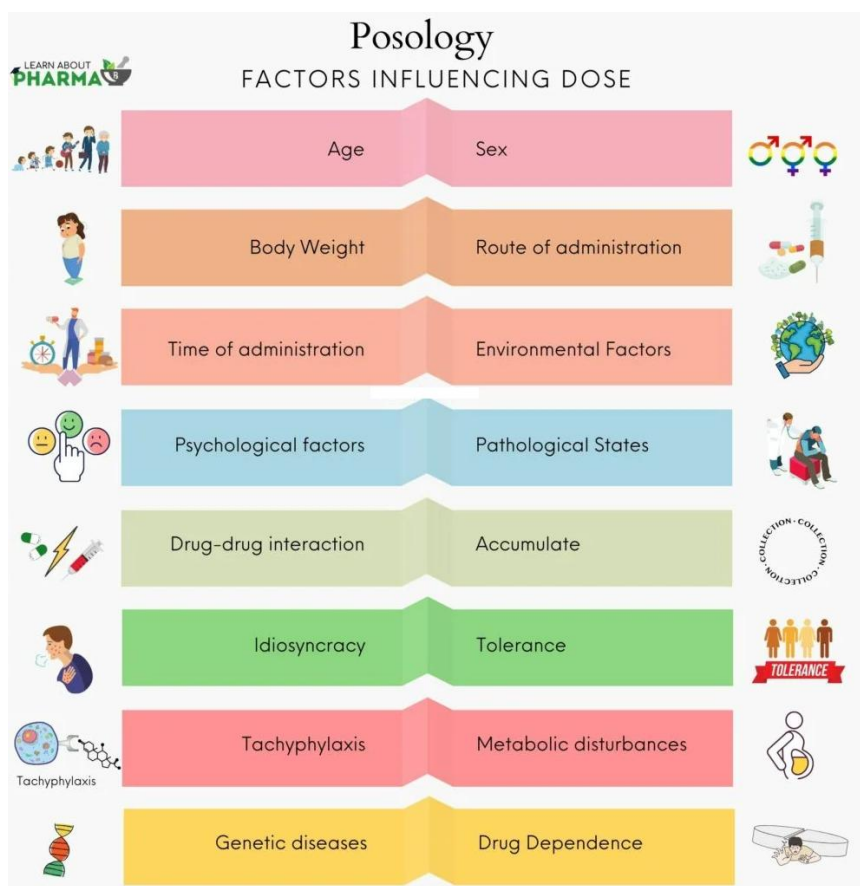 Posology
LEARN ABOUT
PHARMA
FACTORS INFLUENCING DOSE
Age
Sex
Body Weight
Route of administration
Time of administration
Environmental Factors
Psychological factors
Pathological States
Drug-drug interaction
Accumulate
COLLECTION · COLLECTION · COLLECTION ·
Idiosyncracy
Tolerance
TOLERANCE
Tachyphylaxis
Metabolic disturbances
Tachyphylaxis
Genetic diseases
Drug Dependence